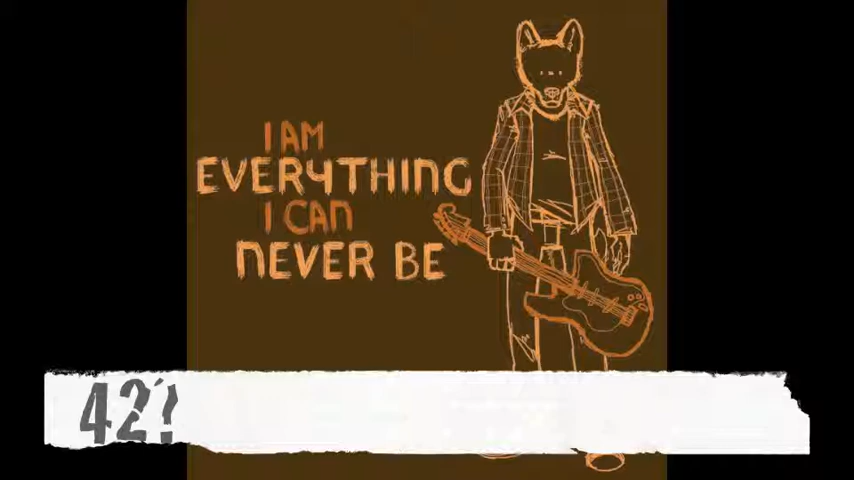 I AM
EVERYTHING
I CAN
NEVER BE
42?